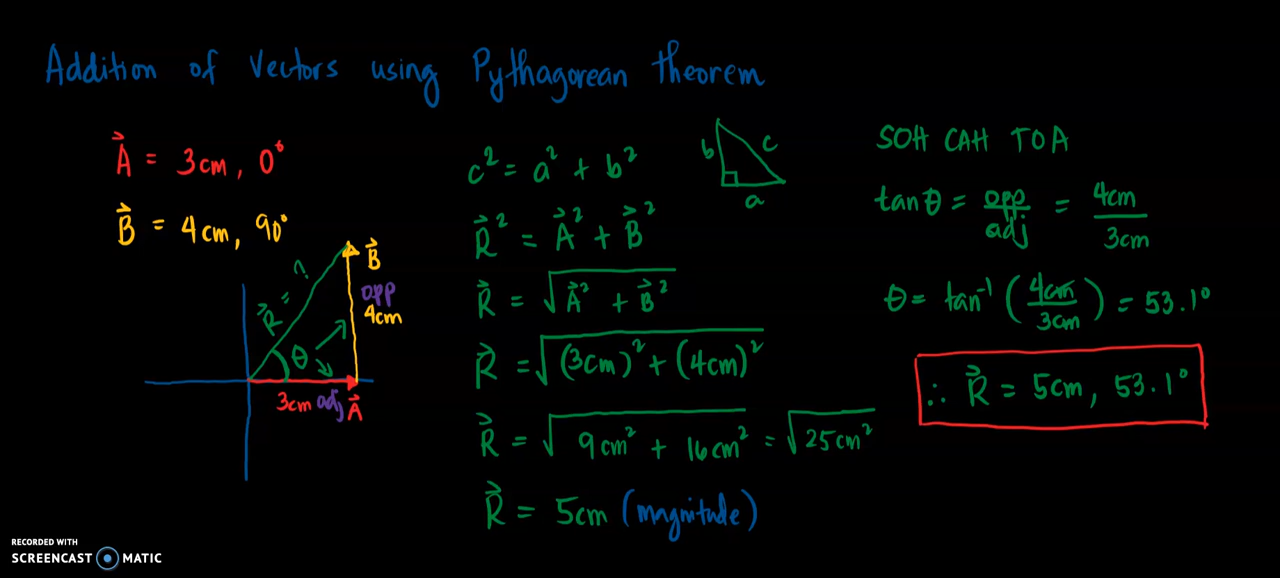 Addition of Vectors using Pythagorean theorem
A⃗ = 3cm, 0°
B⃗ = 4cm, 90°
B⃗
R⃗ = ?
opp
4cm
θ
3cm adj A⃗
c² = a² + b²
b c
a
R⃗² = A⃗² + B⃗²
R⃗ = √(A⃗² + B⃗²)
R⃗ = √((3cm)² + (4cm)²)
R⃗ = √(9cm² + 16cm²) = √(25cm²)
R⃗ = 5cm (magnitude)
SOH CAH TOA
tan θ = opp/adj = 4cm/3cm
θ = tan⁻¹ (4cm/3cm) = 53.1°
∴ R⃗ = 5cm, 53.1°
RECORDED WITH
SCREENCAST MATIC